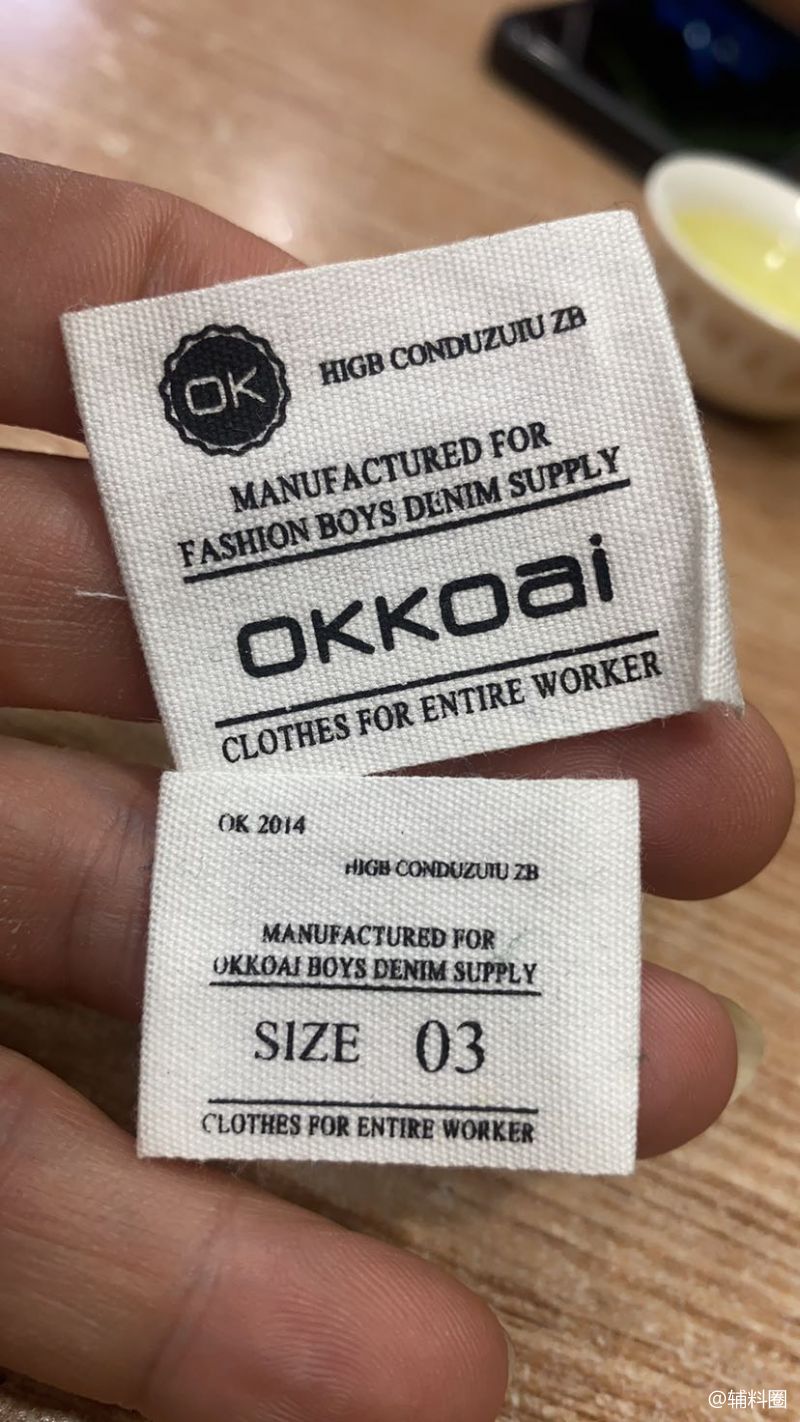 OK
HIGB CONDUZUIU ZB
MANUFACTURED FOR
FASHION BOYS DENIM SUPPLY
OKKOai
CLOTHES FOR ENTIRE WORKER
OK 2014
HIGB CONDUZUIU ZB
MANUFACTURED FOR
OKKOAI BOYS DENIM SUPPLY
SIZE 03
CLOTHES FOR ENTIRE WORKER
@辅料圈